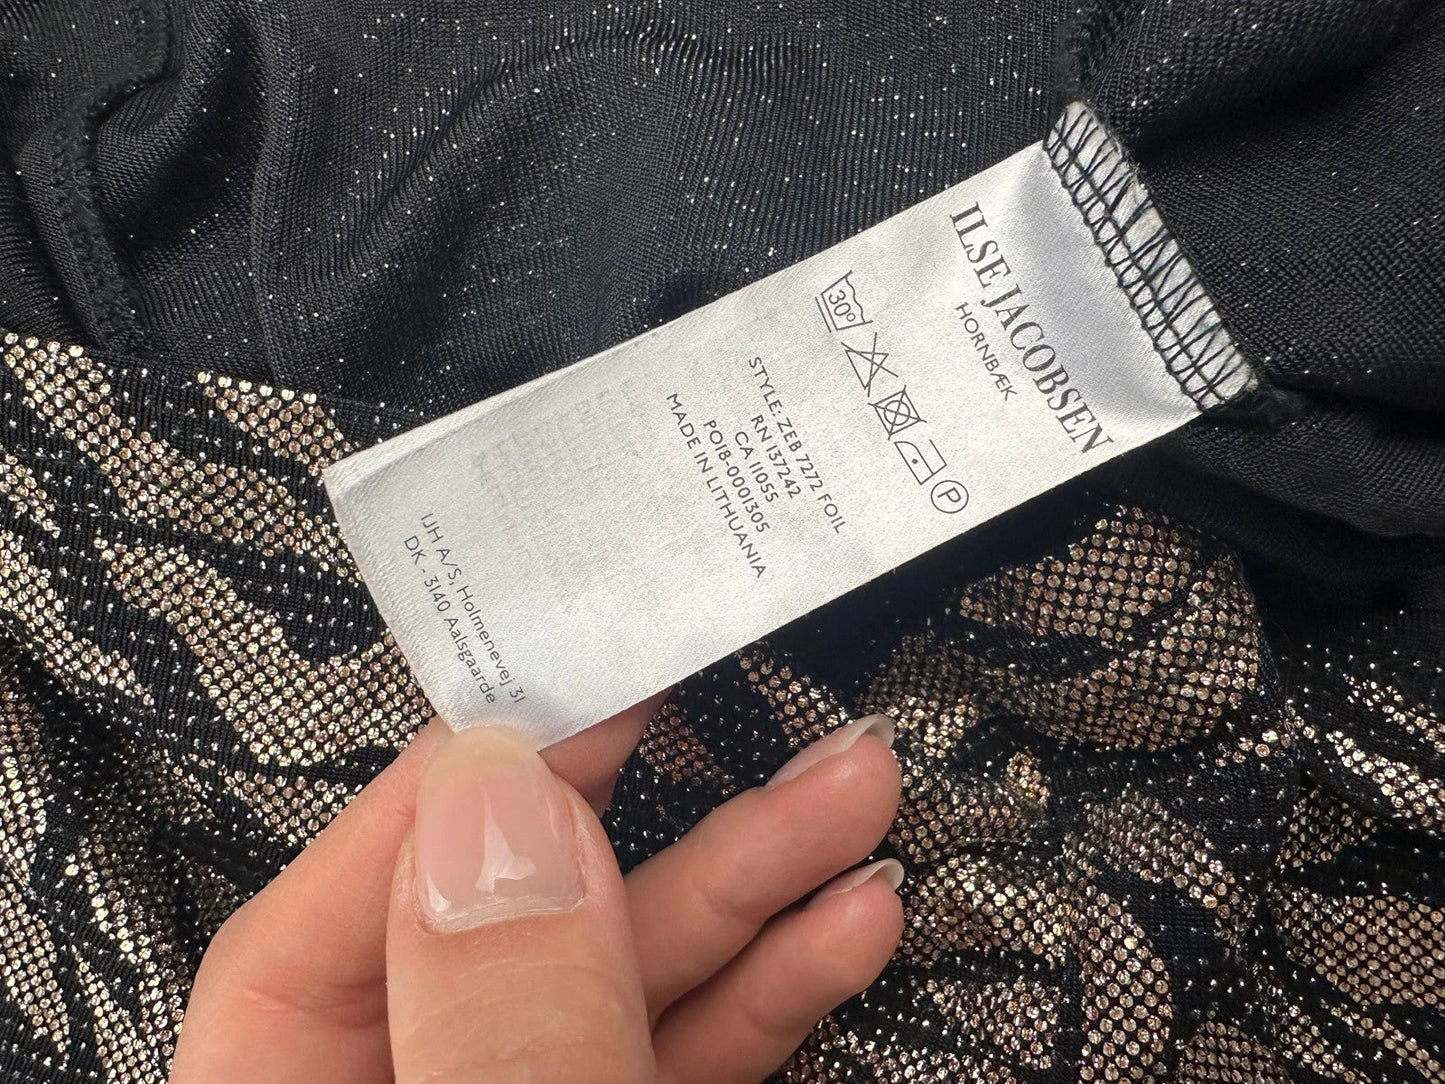 ILSE JACOBSEN
HORNBÆK
30°
P
STYLE: ZEB 7272 FOIL
RN 137242
CA 11055
POIB-0001305
MADE IN LITHUANIA
IJH A/S, Holmenevej 31
DK - 3140 Aalsgaarde